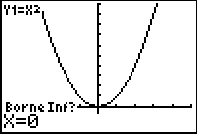 Y1=X2
Borne Inf?
X=0